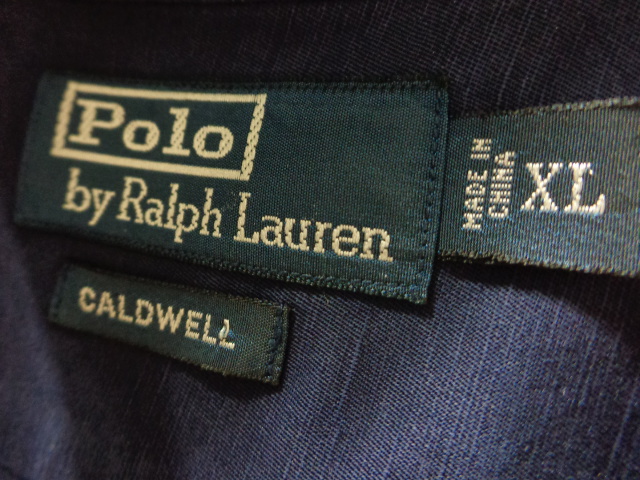 Polo
by Ralph Lauren
MADE IN
CHINA
XL
CALDWELL